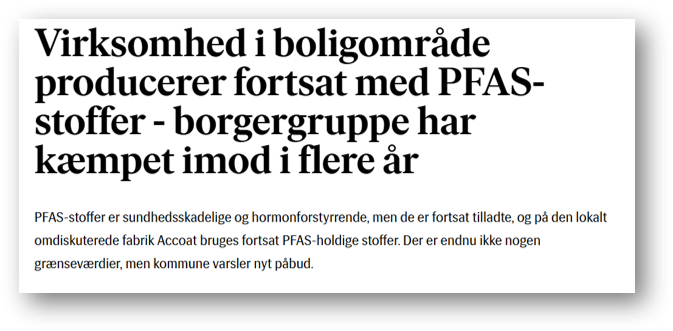 Virksomhed i boligområde
producerer fortsat med PFAS-
stoffer - borgergruppe har
kæmpet imod i flere år
PFAS-stoffer er sundhedsskadelige og hormonforstyrrende, men de er fortsat tilladte, og på den lokalt
omdiskuterede fabrik Accoat bruges fortsat PFAS-holdige stoffer. Der er endnu ikke nogen
grænseværdier, men kommune varsler nyt påbud.